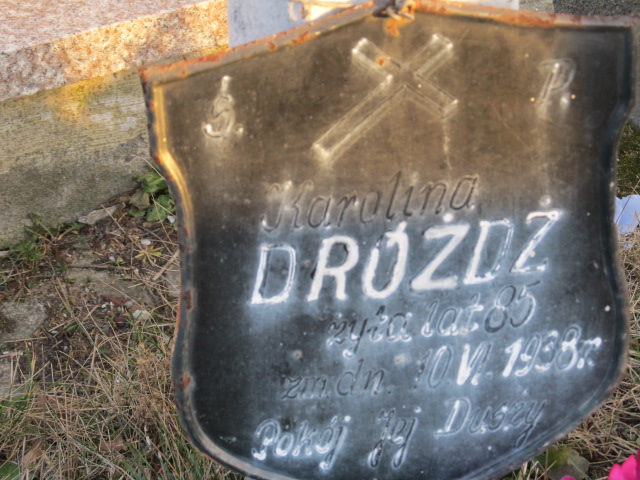 Ś. P.
Karolina
DRÓŻDŻ
żyła lat 85
zm. dn. 10.VI.1938 r.
Pokój Jej Duszy